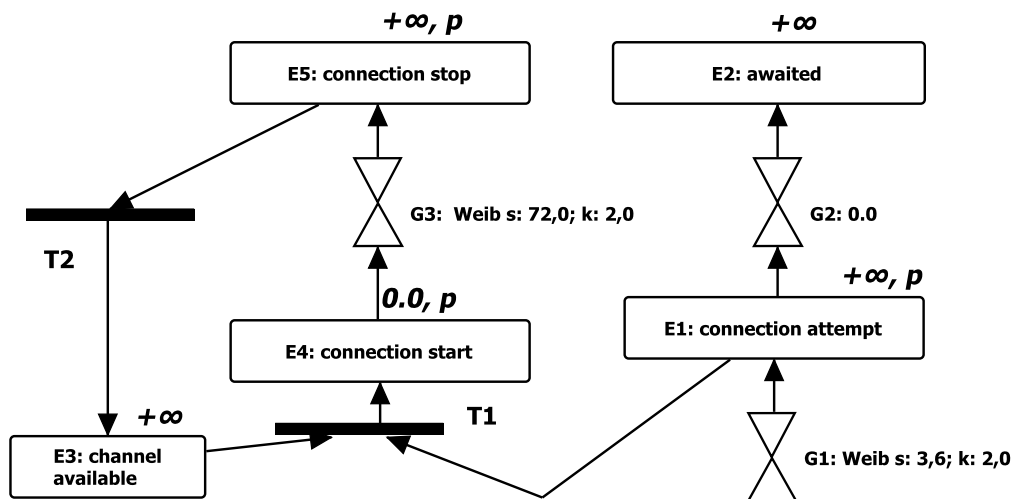 +∞, p
+∞
E5: connection stop
E2: awaited
G3: Weib s: 72,0; k: 2,0
G2: 0.0
T2
+∞, p
0.0, p
E4: connection start
E1: connection attempt
+∞
T1
E3: channel
available
G1: Weib s: 3,6; k: 2,0